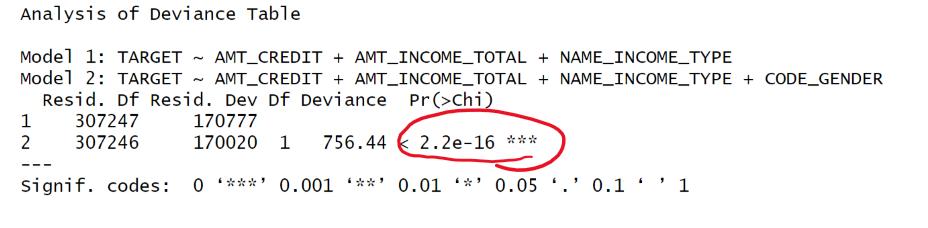 Analysis of Deviance Table
Model 1: TARGET ~ AMT_CREDIT + AMT_INCOME_TOTAL + NAME_INCOME_TYPE
Model 2: TARGET ~ AMT_CREDIT + AMT_INCOME_TOTAL + NAME_INCOME_TYPE + CODE_GENDER
Resid. Df Resid. Dev Df Deviance Pr(>Chi)
1 307247 170777
2 307246 170020 1 756.44 < 2.2e-16 ***
---
Signif. codes: 0 ‘***’ 0.001 ‘**’ 0.01 ‘*’ 0.05 ‘.’ 0.1 ‘ ’ 1